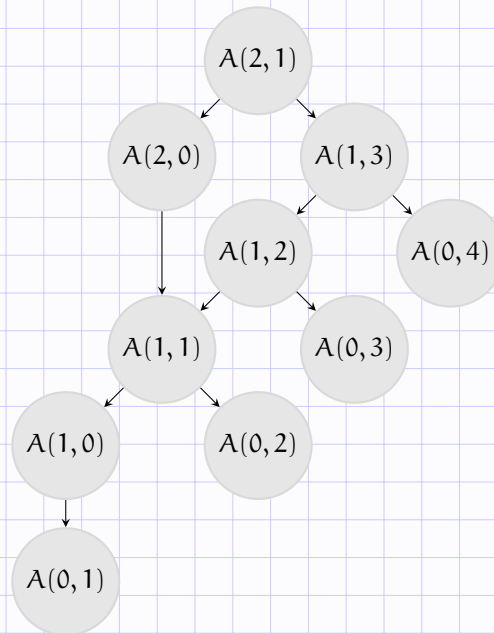 A(2, 1)
A(2, 0)
A(1, 3)
A(1, 2)
A(0, 4)
A(1, 1)
A(0, 3)
A(1, 0)
A(0, 2)
A(0, 1)